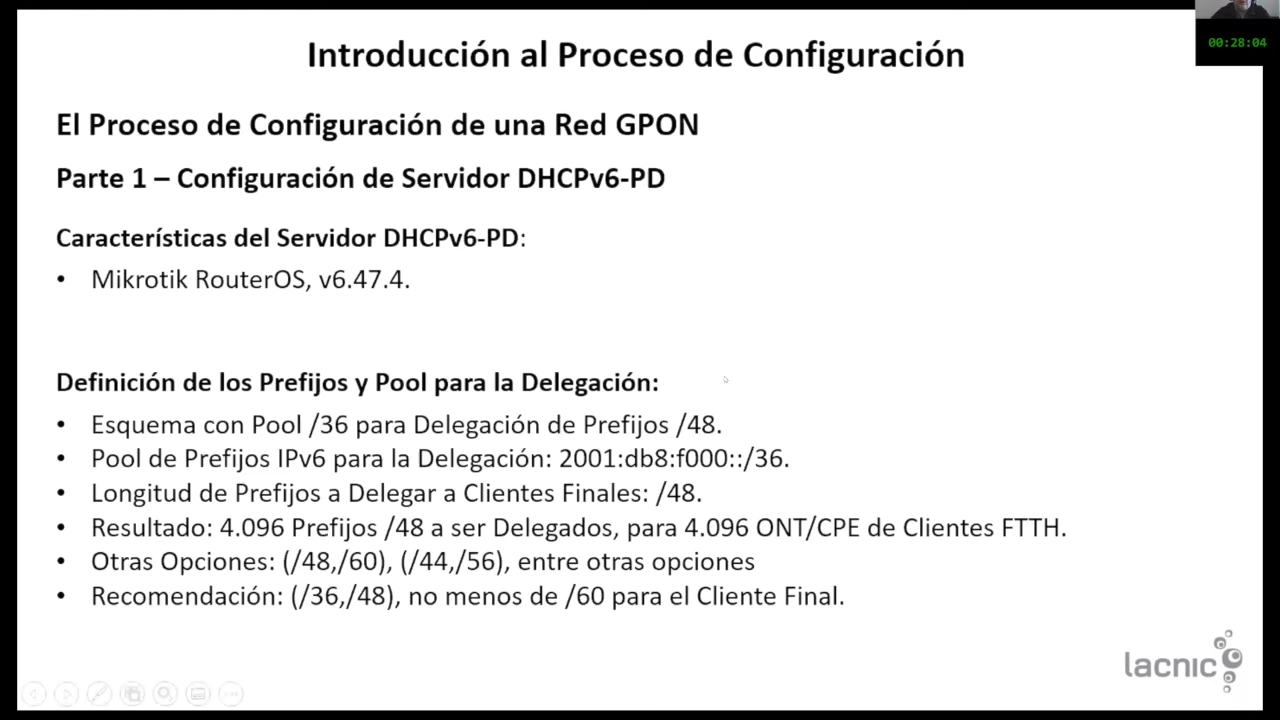 00:28:04
Introducción al Proceso de Configuración
El Proceso de Configuración de una Red GPON
Parte 1 – Configuración de Servidor DHCPv6-PD
Características del Servidor DHCPv6-PD:
• Mikrotik RouterOS, v6.47.4.
Definición de los Prefijos y Pool para la Delegación:
• Esquema con Pool /36 para Delegación de Prefijos /48.
• Pool de Prefijos IPv6 para la Delegación: 2001:db8:f000::/36.
• Longitud de Prefijos a Delegar a Clientes Finales: /48.
• Resultado: 4.096 Prefijos /48 a ser Delegados, para 4.096 ONT/CPE de Clientes FTTH.
• Otras Opciones: (/48,/60), (/44,/56), entre otras opciones
• Recomendación: (/36,/48), no menos de /60 para el Cliente Final.
lacnic